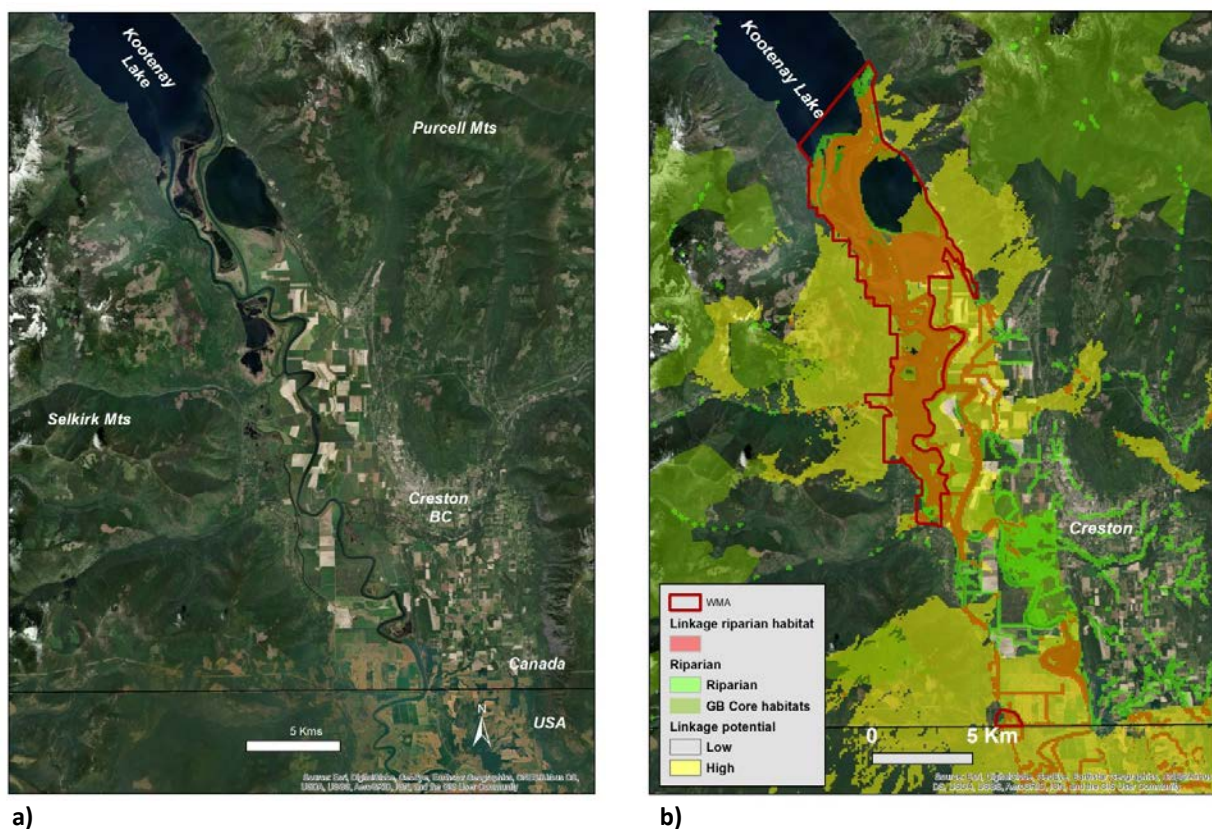 Kootenay
Lake
Purcell Mts
Selkirk Mts
Creston
BC
Canada
USA
N
5 Kms
a)
Kootenay Lake
Creston
WMA
Linkage riparian habitat
Riparian
Riparian
GB Core habitats
Linkage potential
Low
High
0 5 Km
b)